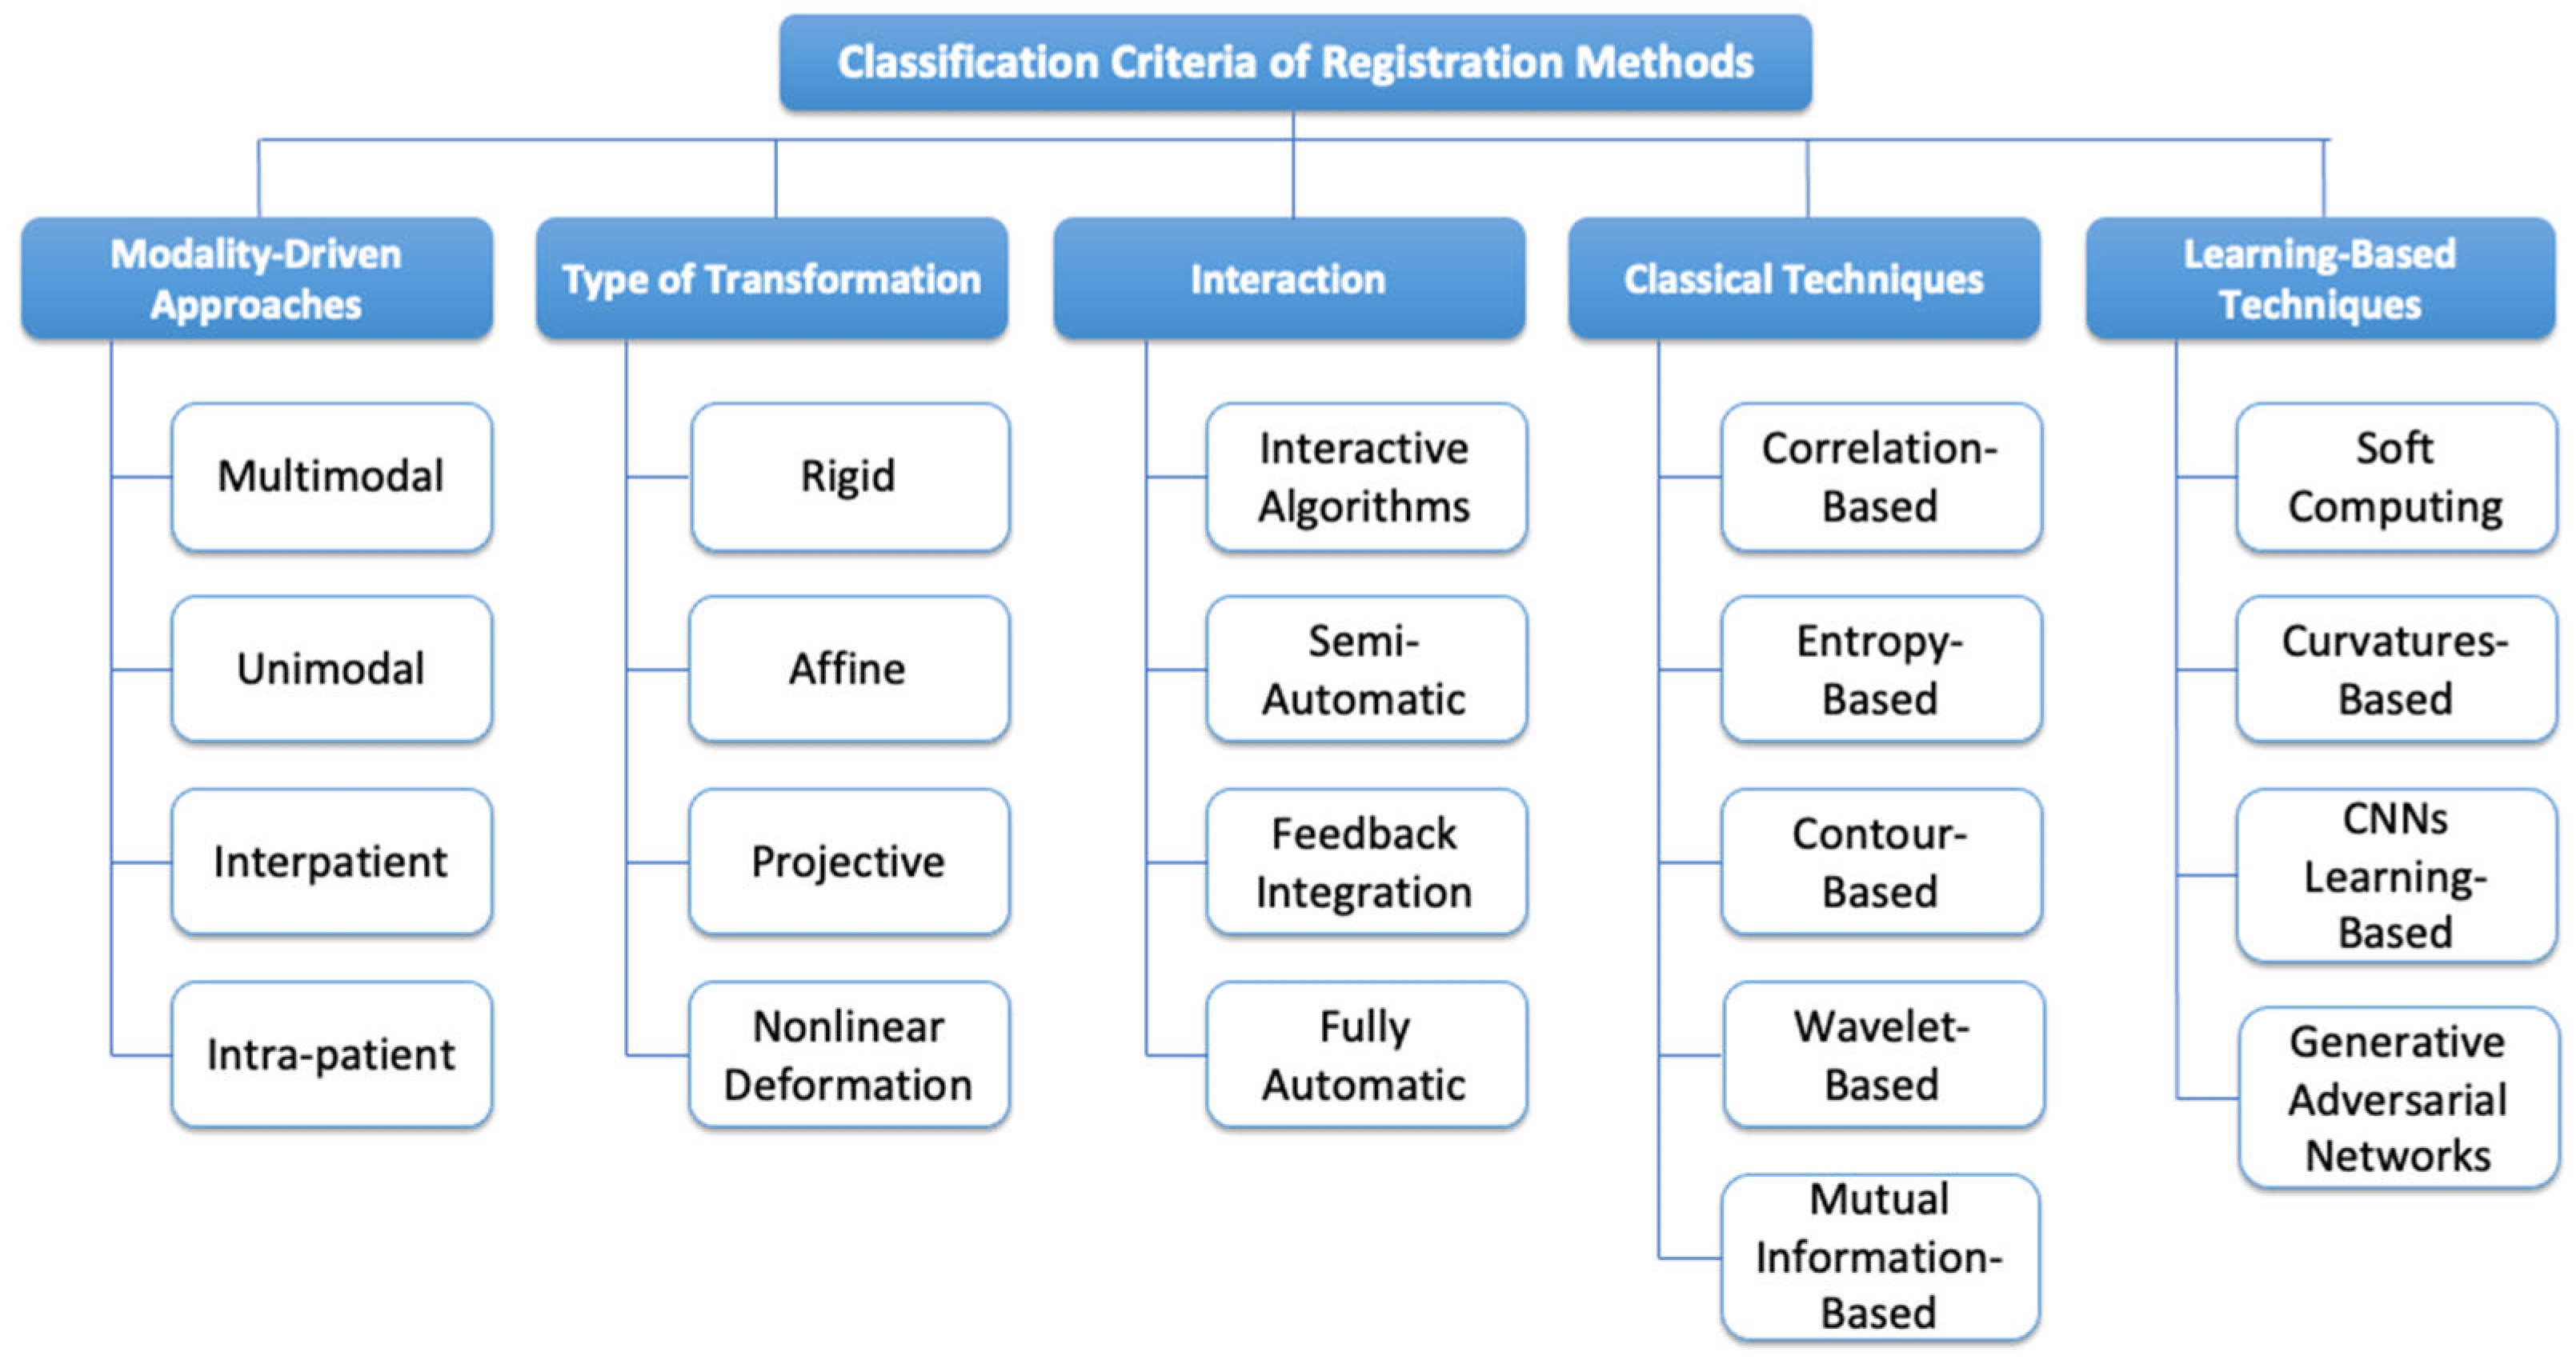 Classification Criteria of Registration Methods
Modality-Driven
Approaches
Multimodal
Unimodal
Interpatient
Intra-patient
Type of Transformation
Rigid
Affine
Projective
Nonlinear
Deformation
Interaction
Interactive
Algorithms
Semi-
Automatic
Feedback
Integration
Fully
Automatic
Classical Techniques
Correlation-
Based
Entropy-
Based
Contour-
Based
Wavelet-
Based
Mutual
Information-
Based
Learning-Based
Techniques
Soft
Computing
Curvatures-
Based
CNNs
Learning-
Based
Generative
Adversarial
Networks